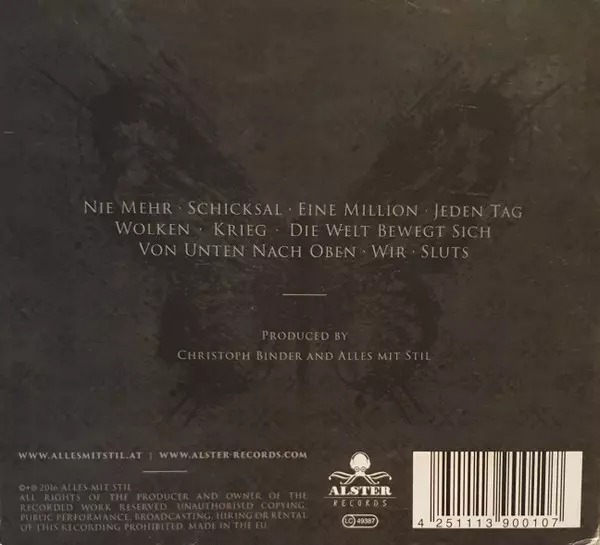 NIE MEHR · SCHICKSAL · EINE MILLION · JEDEN TAG
WOLKEN · KRIEG · DIE WELT BEWEGT SICH
VON UNTEN NACH OBEN · WIR · SLUTS
PRODUCED BY
CHRISTOPH BINDER AND ALLES MIT STIL
WWW.ALLESMITSTIL.AT | WWW.ALSTER-RECORDS.COM
©+℗ 2016 ALLES MIT STIL
ALL RIGHTS OF THE PRODUCER AND OWNER OF THE
RECORDED WORK RESERVED. UNAUTHORISED COPYING,
PUBLIC PERFORMANCE, BROADCASTING, HIRING OR RENTAL
OF THIS RECORDING PROHIBITED. MADE IN THE EU.
ALSTER
RECORDS
LC 49387
4 251113 900107